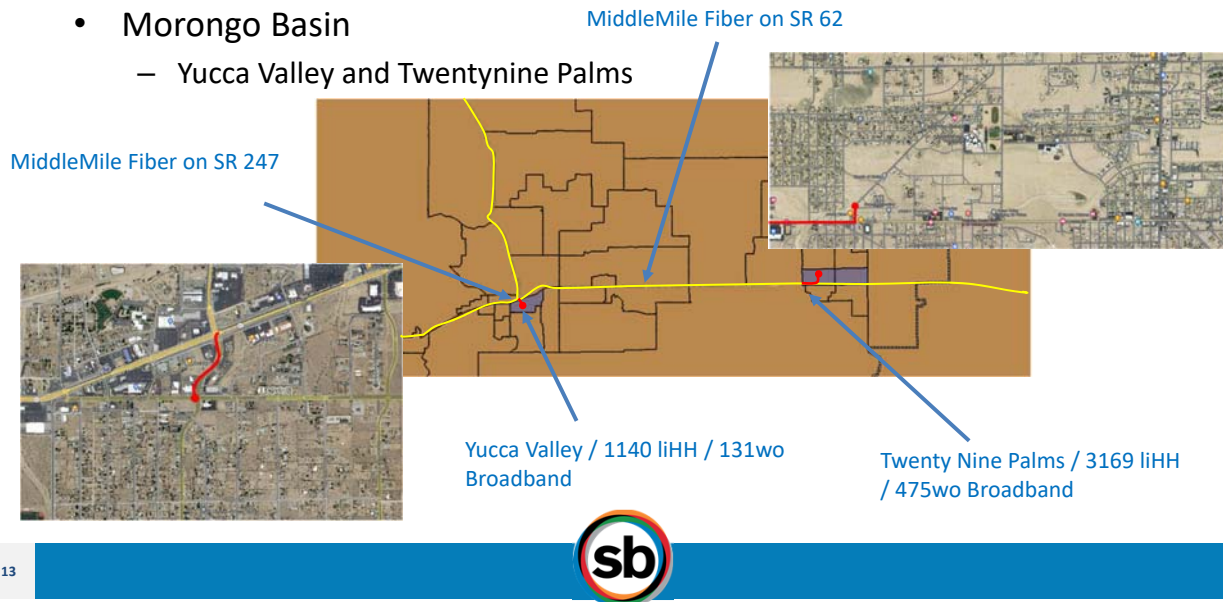 • Morongo Basin
– Yucca Valley and Twentynine Palms
MiddleMile Fiber on SR 62
MiddleMile Fiber on SR 247
Yucca Valley / 1140 liHH / 131wo
Broadband
Twenty Nine Palms / 3169 liHH
/ 475wo Broadband
13
sb